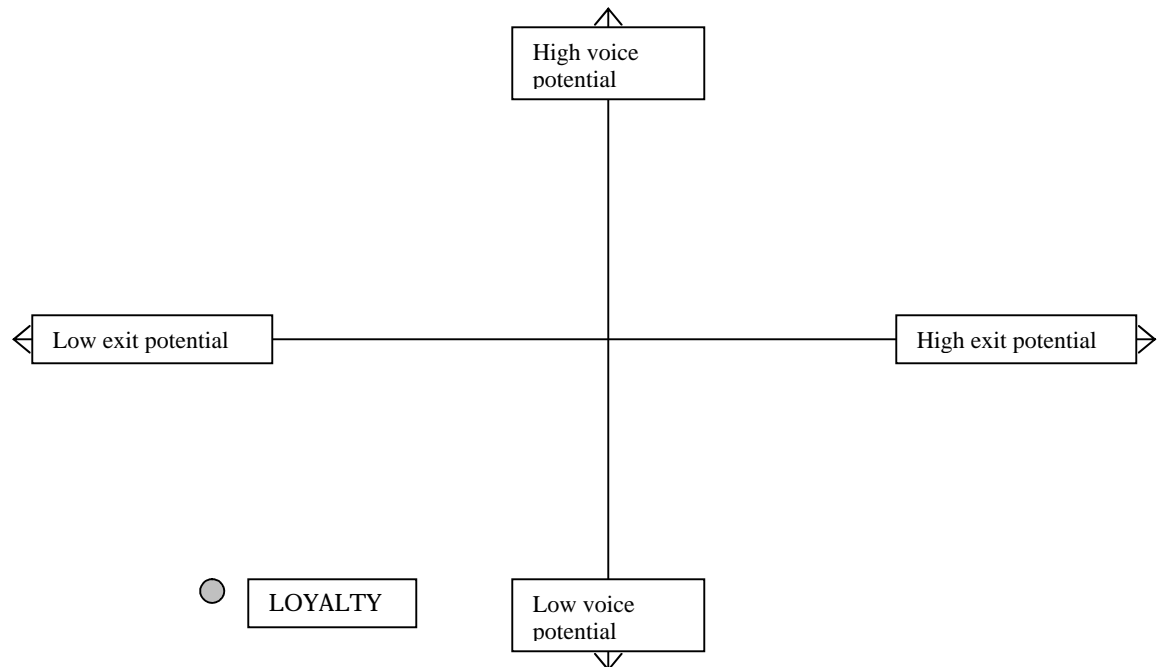 High voice
potential
Low exit potential
High exit potential
LOYALTY
Low voice
potential